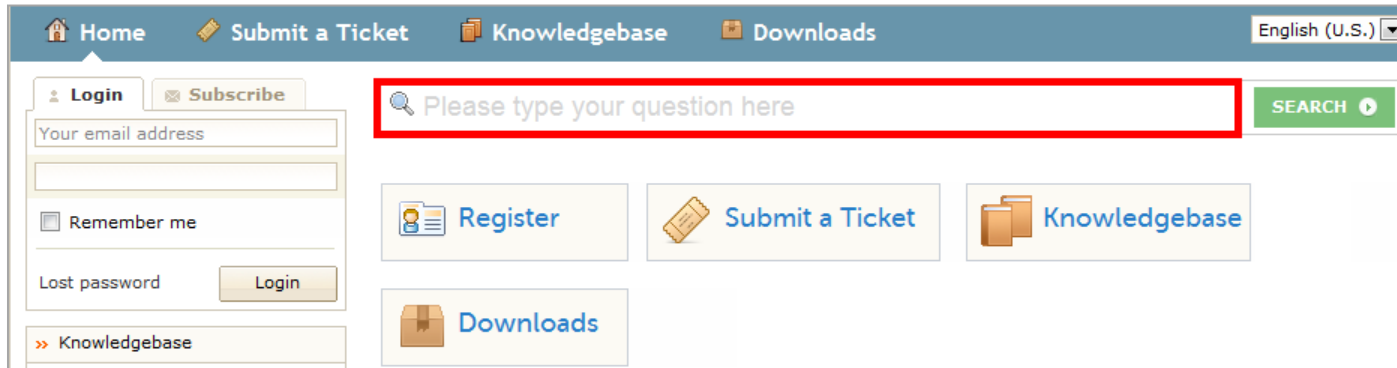 Home Submit a Ticket Knowledgebase Downloads English (U.S.)
Login Subscribe
Please type your question here SEARCH
Your email address
Register Submit a Ticket Knowledgebase
Remember me
Lost password Login
Downloads
Knowledgebase